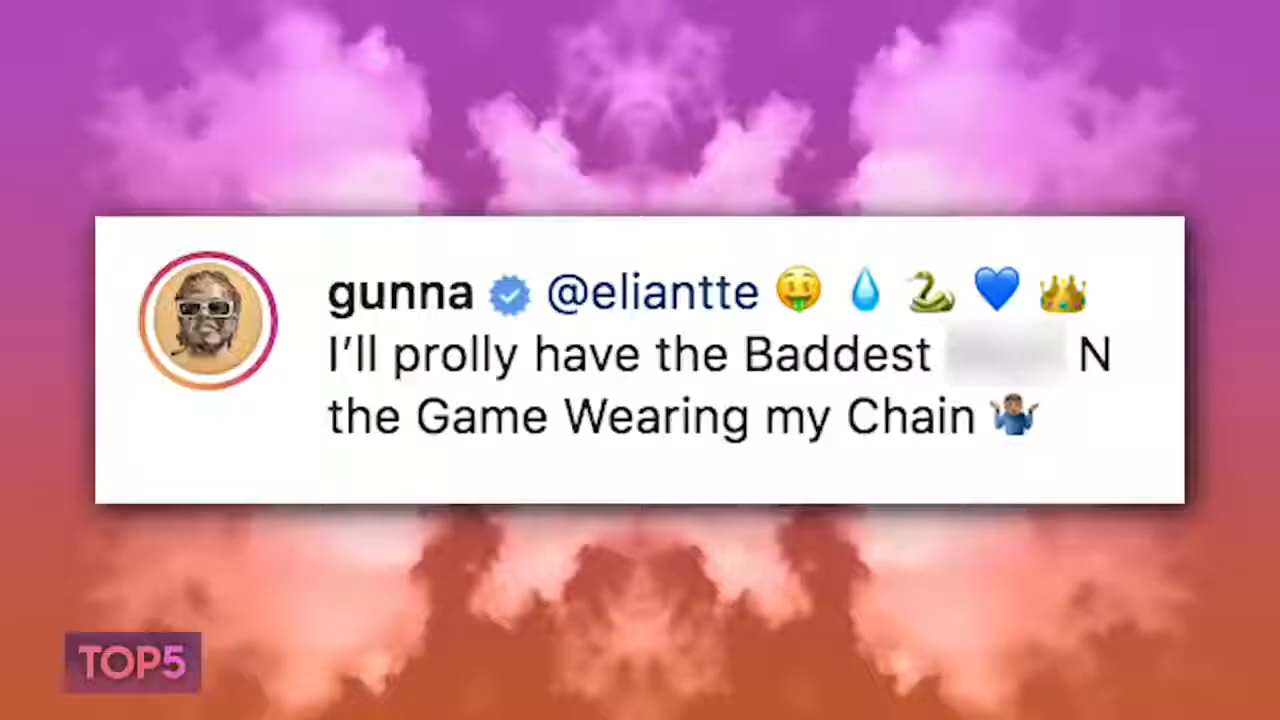 gunna @eliantte 🤑 💧 🐍 💙 👑
I’ll prolly have the Baddest N
the Game Wearing my Chain 🤷🏽‍♂️
TOP5